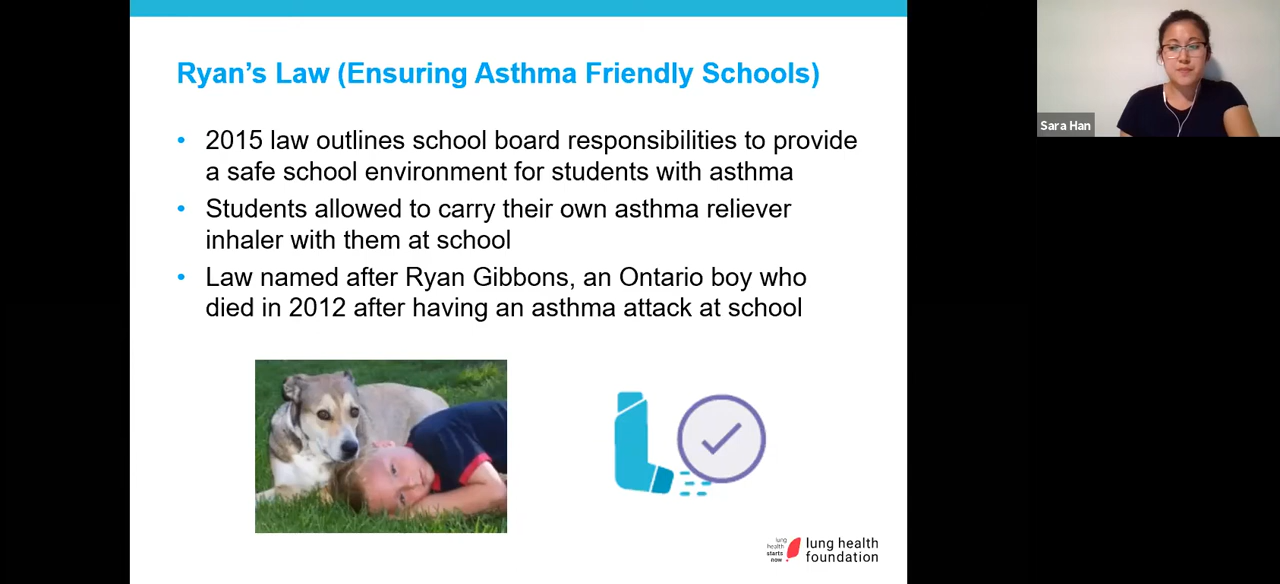 Ryan’s Law (Ensuring Asthma Friendly Schools)
• 2015 law outlines school board responsibilities to provide
a safe school environment for students with asthma
• Students allowed to carry their own asthma reliever
inhaler with them at school
• Law named after Ryan Gibbons, an Ontario boy who
died in 2012 after having an asthma attack at school
lung
health
starts
now
lung health
foundation
Sara Han